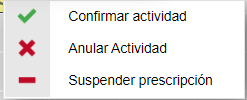 Confirmar actividad
Anular Actividad
Suspender prescripción